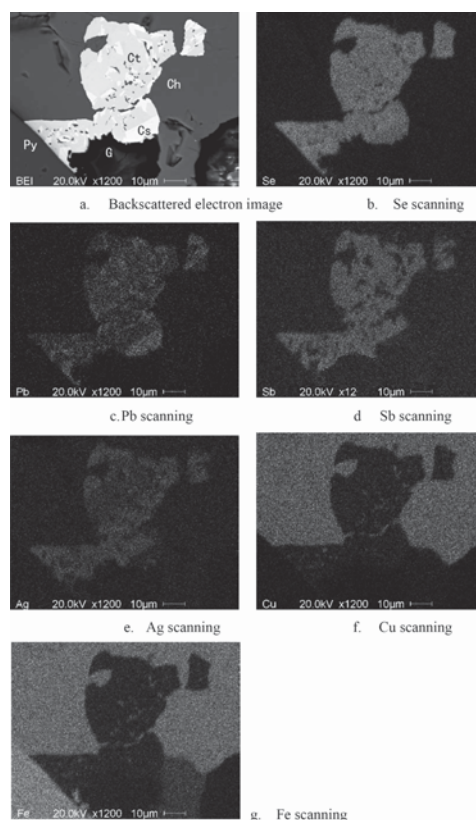 Ct
Ch
Cs
Py
G
BEI 20.0kV x1200 10µm
Se 20.0kV x1200 10µm
a. Backscattered electron image
b. Se scanning
Pb 20.0kV x1200 10µm
Sb 20.0kV x12 10µm
c.Pb scanning
d Sb scanning
Ag 20.0kV x1200 10µm
Cu 20.0kV x1200 10µm
e. Ag scanning
f. Cu scanning
Fe 20.0kV x1200 10µm
g. Fe scanning